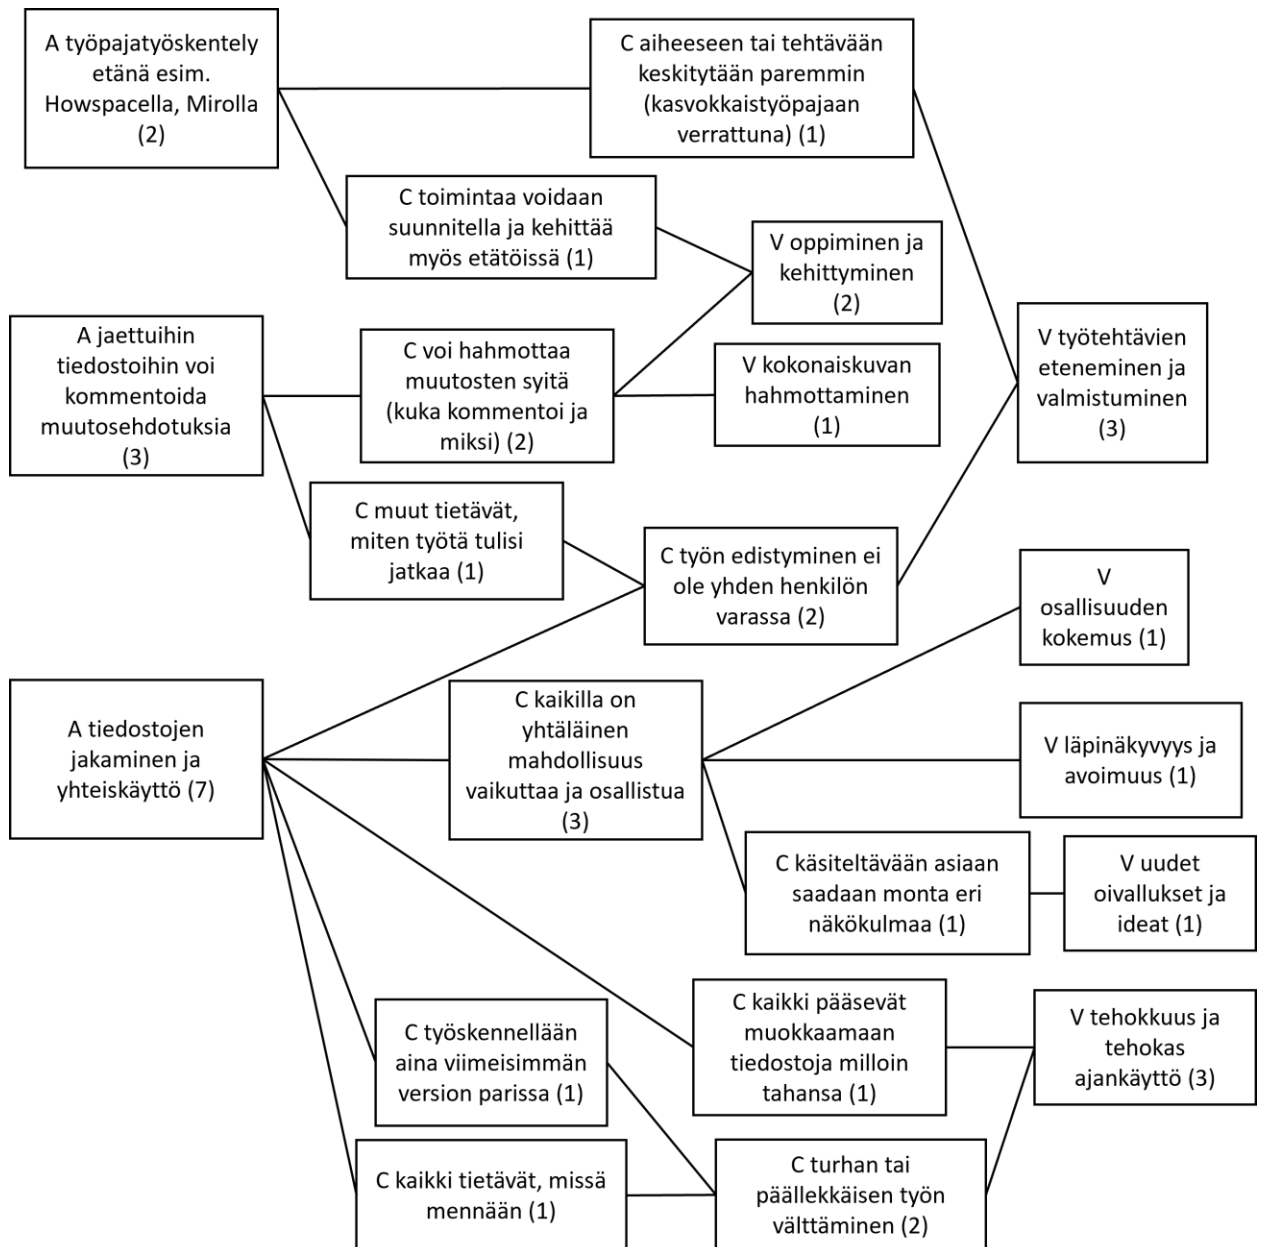 A työpajatyöskentely
etänä esim.
Howspacella, Mirolla
(2)
C aiheeseen tai tehtävään
keskitytään paremmin
(kasvokkaistyöpajaan
verrattuna) (1)
C toimintaa voidaan
suunnitella ja kehittää
myös etätöissä (1)
V oppiminen ja
kehittyminen
(2)
A jaettuihin
tiedostoihin voi
kommentoida
muutosehdotuksia
(3)
C voi hahmottaa
muutosten syitä
(kuka kommentoi ja
miksi) (2)
V kokonaiskuvan
hahmottaminen
(1)
V työtehtävien
eteneminen ja
valmistuminen
(3)
C muut tietävät,
miten työtä tulisi
jatkaa (1)
C työn edistyminen ei
ole yhden henkilön
varassa (2)
V
osallisuuden
kokemus (1)
A tiedostojen
jakaminen ja
yhteiskäyttö (7)
C kaikilla on
yhtäläinen
mahdollisuus
vaikuttaa ja osallistua
(3)
V läpinäkyvyys ja
avoimuus (1)
C käsiteltävään asiaan
saadaan monta eri
näkökulmaa (1)
V uudet
oivallukset ja
ideat (1)
C työskennellään
aina viimeisimmän
version parissa (1)
C kaikki pääsevät
muokkaamaan
tiedostoja milloin
tahansa (1)
V tehokkuus ja
tehokas
ajankäyttö (3)
C kaikki tietävät, missä
mennään (1)
C turhan tai
päällekkäisen työn
välttäminen (2)